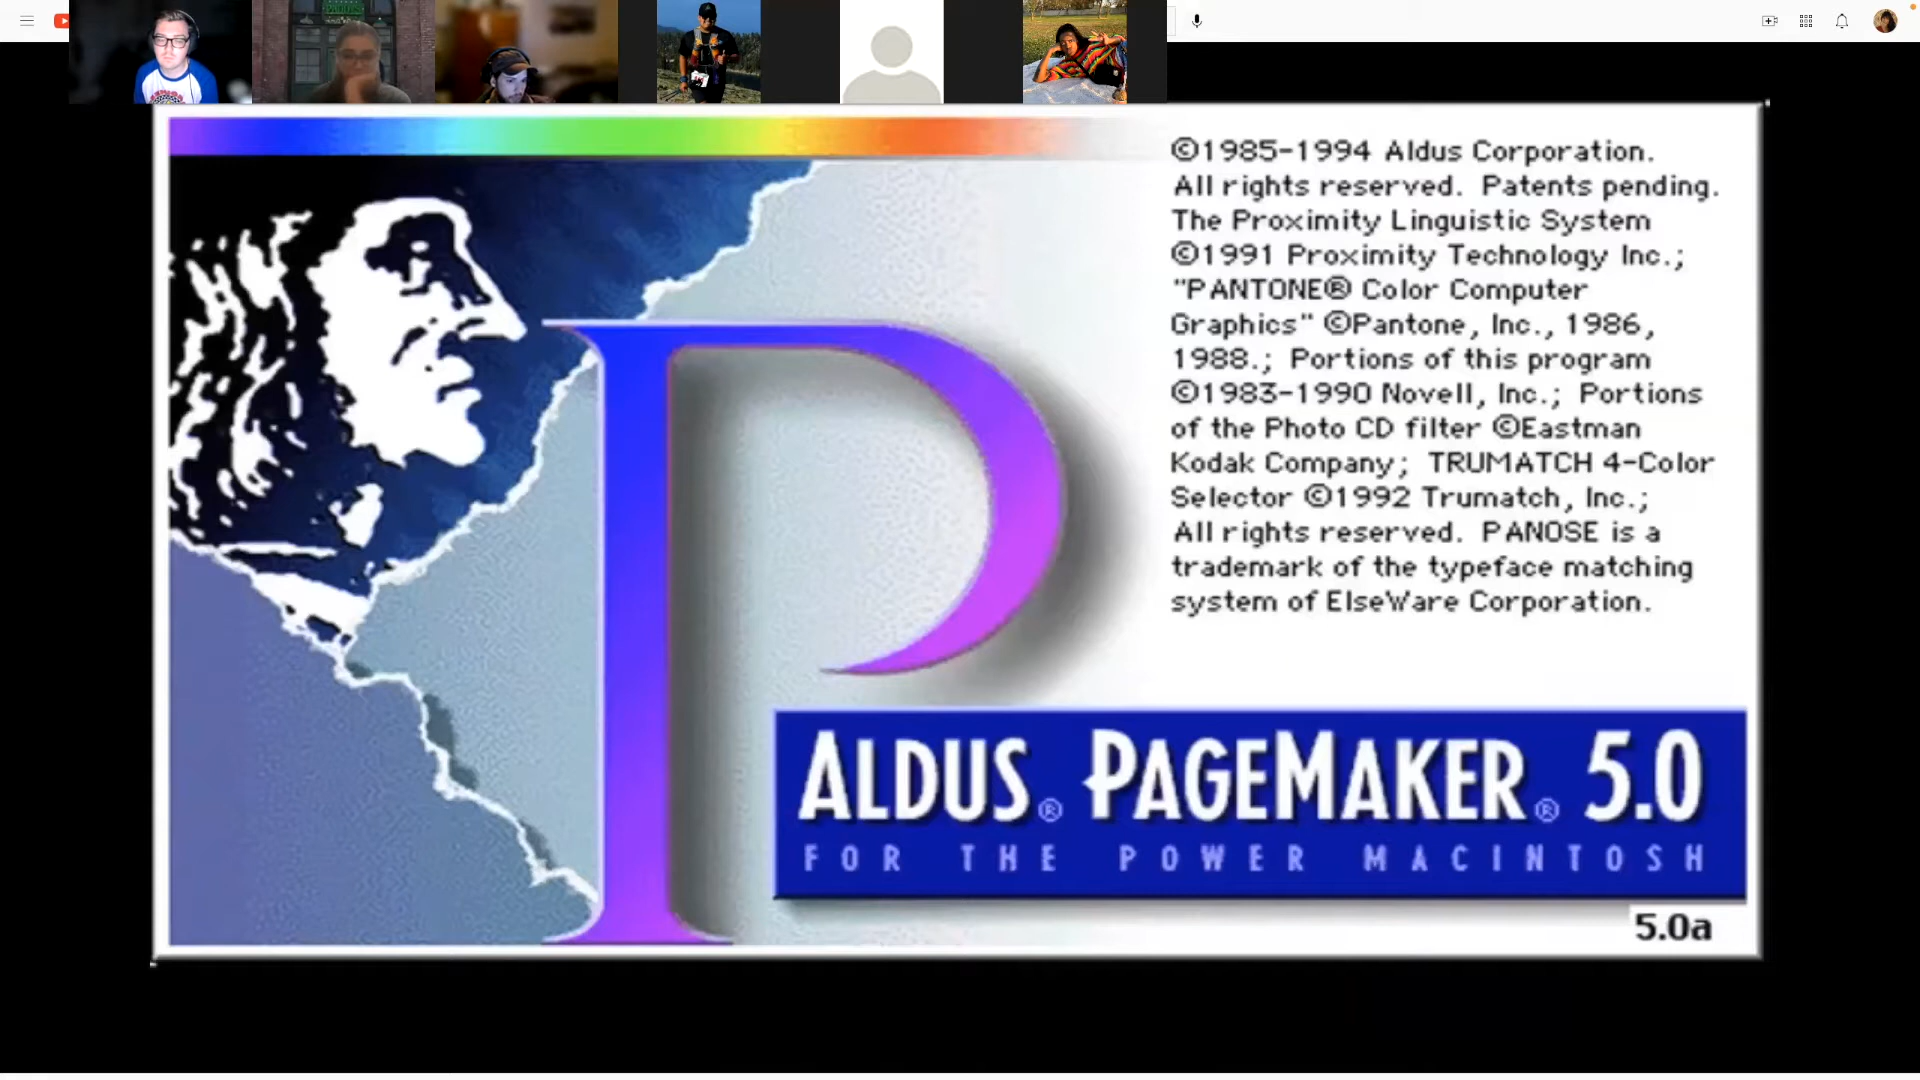 ©1985-1994 Aldus Corporation.
All rights reserved. Patents pending.
The Proximity Linguistic System
©1991 Proximity Technology Inc.;
"PANTONE® Color Computer
Graphics" ©Pantone, Inc., 1986,
1988.; Portions of this program
©1983-1990 Novell, Inc.; Portions
of the Photo CD filter ©Eastman
Kodak Company; TRUMATCH 4-Color
Selector ©1992 Trumatch, Inc.;
All rights reserved. PANOSE is a
trademark of the typeface matching
system of ElseWare Corporation.
P
ALDUS® PAGEMAKER® 5.0
FOR THE POWER MACINTOSH
5.0a